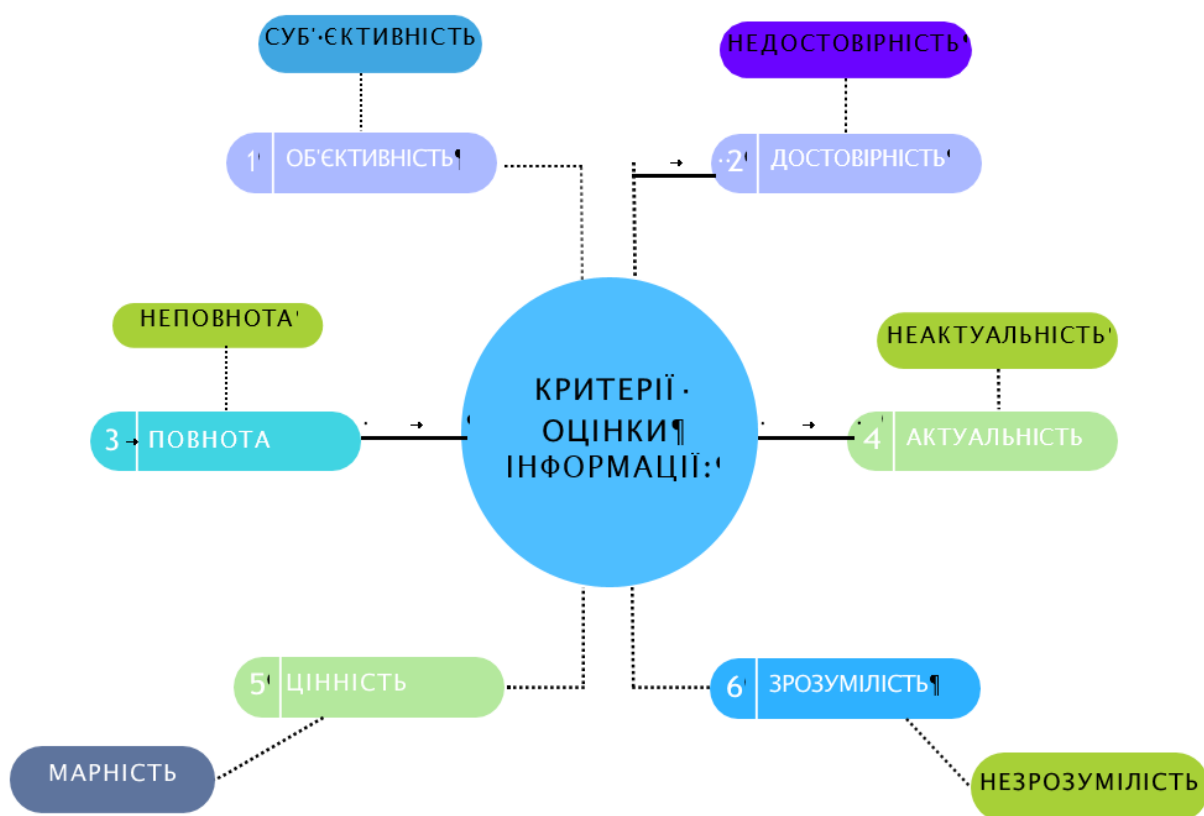 СУБ'·ЄКТИВНІСТЬ
НЕДОСТОВІРНІСТЬ
1 ОБ'ЄКТИВНІСТЬ¶
··2 ДОСТОВІРНІСТЬ
НЕПОВНОТА
НЕАКТУАЛЬНІСТЬ
КРИТЕРІЇ·
ОЦІНКИ¶
ІНФОРМАЦІЇ:
3→ ПОВНОТА
4 АКТУАЛЬНІСТЬ
5 ЦІННІСТЬ
6 ЗРОЗУМІЛІСТЬ¶
МАРНІСТЬ
НЕЗРОЗУМІЛІСТЬ